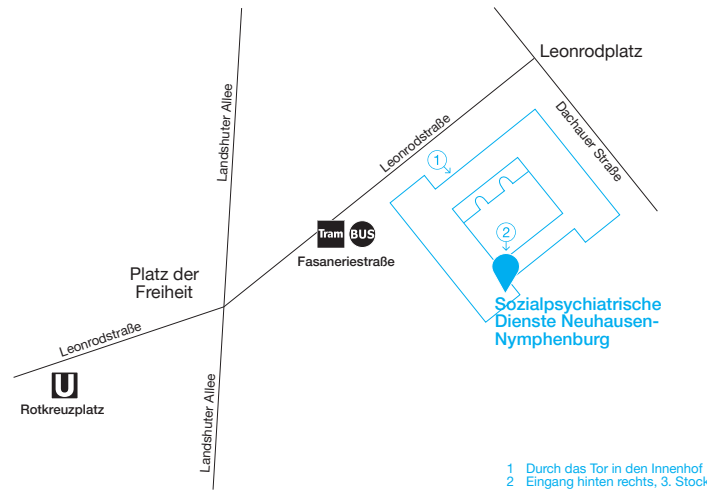 Leonrodplatz
Landshuter Allee
Dachauer Straße
Leonrodstraße
1
Tram BUS
2
Fasaneriestraße
Platz der
Freiheit
Sozialpsychiatrische
Dienste Neuhausen-
Nymphenburg
Leonrodstraße
U
Rotkreuzplatz
Landshuter Allee
1 Durch das Tor in den Innenhof
2 Eingang hinten rechts, 3. Stock